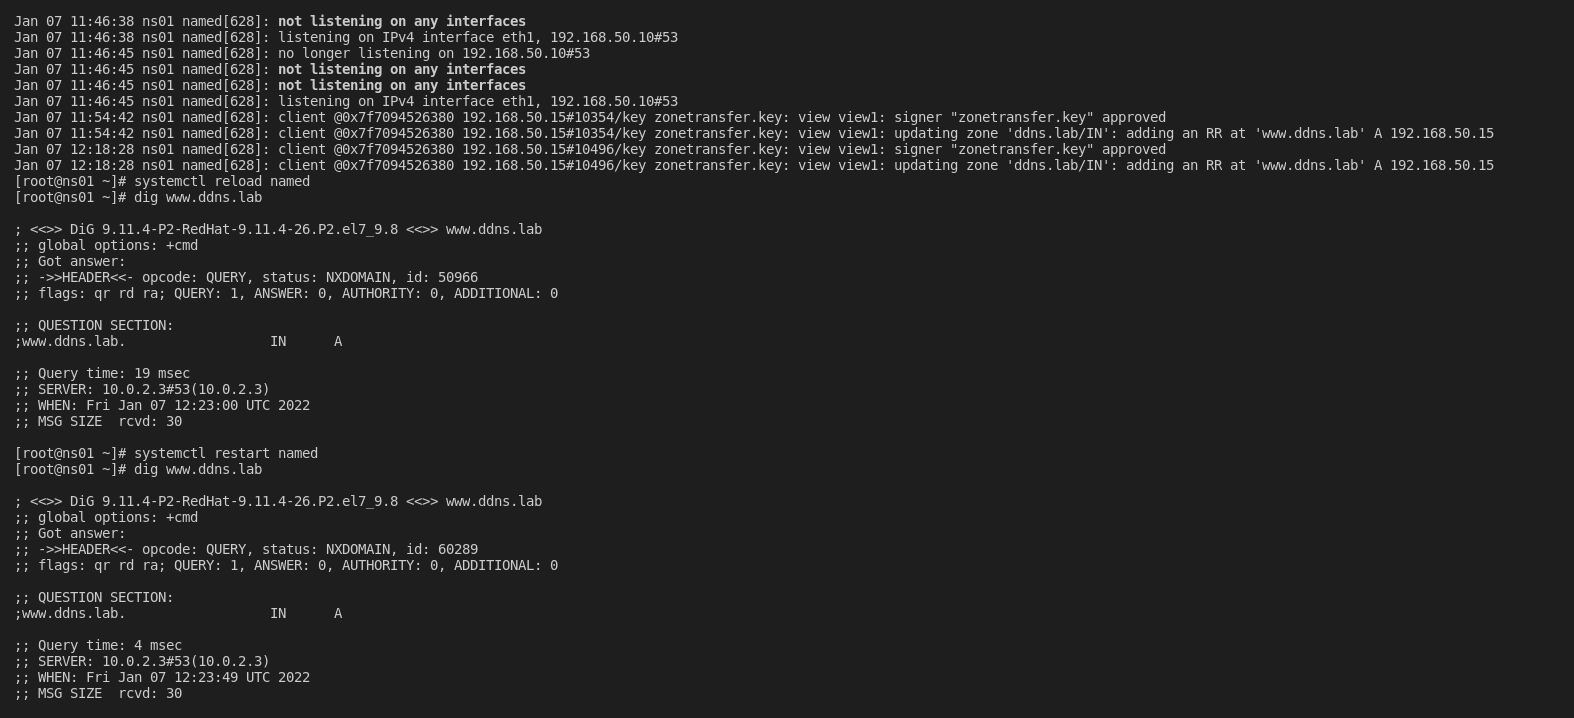 Jan 07 11:46:38 ns01 named[628]: not listening on any interfaces
Jan 07 11:46:38 ns01 named[628]: listening on IPv4 interface eth1, 192.168.50.10#53
Jan 07 11:46:45 ns01 named[628]: no longer listening on 192.168.50.10#53
Jan 07 11:46:45 ns01 named[628]: not listening on any interfaces
Jan 07 11:46:45 ns01 named[628]: not listening on any interfaces
Jan 07 11:46:45 ns01 named[628]: listening on IPv4 interface eth1, 192.168.50.10#53
Jan 07 11:54:42 ns01 named[628]: client @0x7f7094526380 192.168.50.15#10354/key zonetransfer.key: view view1: signer "zonetransfer.key" approved
Jan 07 11:54:42 ns01 named[628]: client @0x7f7094526380 192.168.50.15#10354/key zonetransfer.key: view view1: updating zone 'ddns.lab/IN': adding an RR at 'www.ddns.lab' A 192.168.50.15
Jan 07 12:18:28 ns01 named[628]: client @0x7f7094526380 192.168.50.15#10496/key zonetransfer.key: view view1: signer "zonetransfer.key" approved
Jan 07 12:18:28 ns01 named[628]: client @0x7f7094526380 192.168.50.15#10496/key zonetransfer.key: view view1: updating zone 'ddns.lab/IN': adding an RR at 'www.ddns.lab' A 192.168.50.15
[root@ns01 ~]# systemctl reload named
[root@ns01 ~]# dig www.ddns.lab

; <<>> DiG 9.11.4-P2-RedHat-9.11.4-26.P2.el7_9.8 <<>> www.ddns.lab
;; global options: +cmd
;; Got answer:
;; ->>HEADER<<- opcode: QUERY, status: NXDOMAIN, id: 50966
;; flags: qr rd ra; QUERY: 1, ANSWER: 0, AUTHORITY: 0, ADDITIONAL: 0

;; QUESTION SECTION:
;www.ddns.lab.                  IN      A

;; Query time: 19 msec
;; SERVER: 10.0.2.3#53(10.0.2.3)
;; WHEN: Fri Jan 07 12:23:00 UTC 2022
;; MSG SIZE  rcvd: 30

[root@ns01 ~]# systemctl restart named
[root@ns01 ~]# dig www.ddns.lab

; <<>> DiG 9.11.4-P2-RedHat-9.11.4-26.P2.el7_9.8 <<>> www.ddns.lab
;; global options: +cmd
;; Got answer:
;; ->>HEADER<<- opcode: QUERY, status: NXDOMAIN, id: 60289
;; flags: qr rd ra; QUERY: 1, ANSWER: 0, AUTHORITY: 0, ADDITIONAL: 0

;; QUESTION SECTION:
;www.ddns.lab.                  IN      A

;; Query time: 4 msec
;; SERVER: 10.0.2.3#53(10.0.2.3)
;; WHEN: Fri Jan 07 12:23:49 UTC 2022
;; MSG SIZE  rcvd: 30